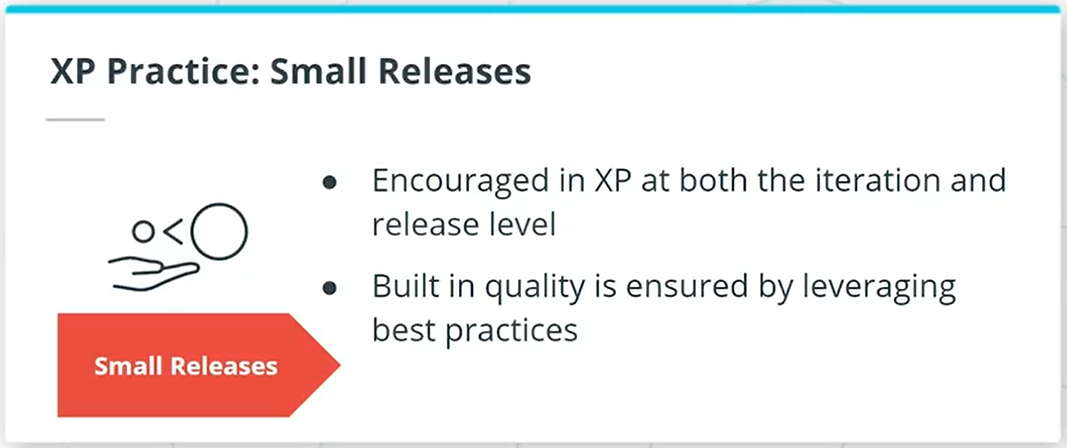 XP Practice: Small Releases
● Encouraged in XP at both the iteration and
release level
● Built in quality is ensured by leveraging
best practices
Small Releases